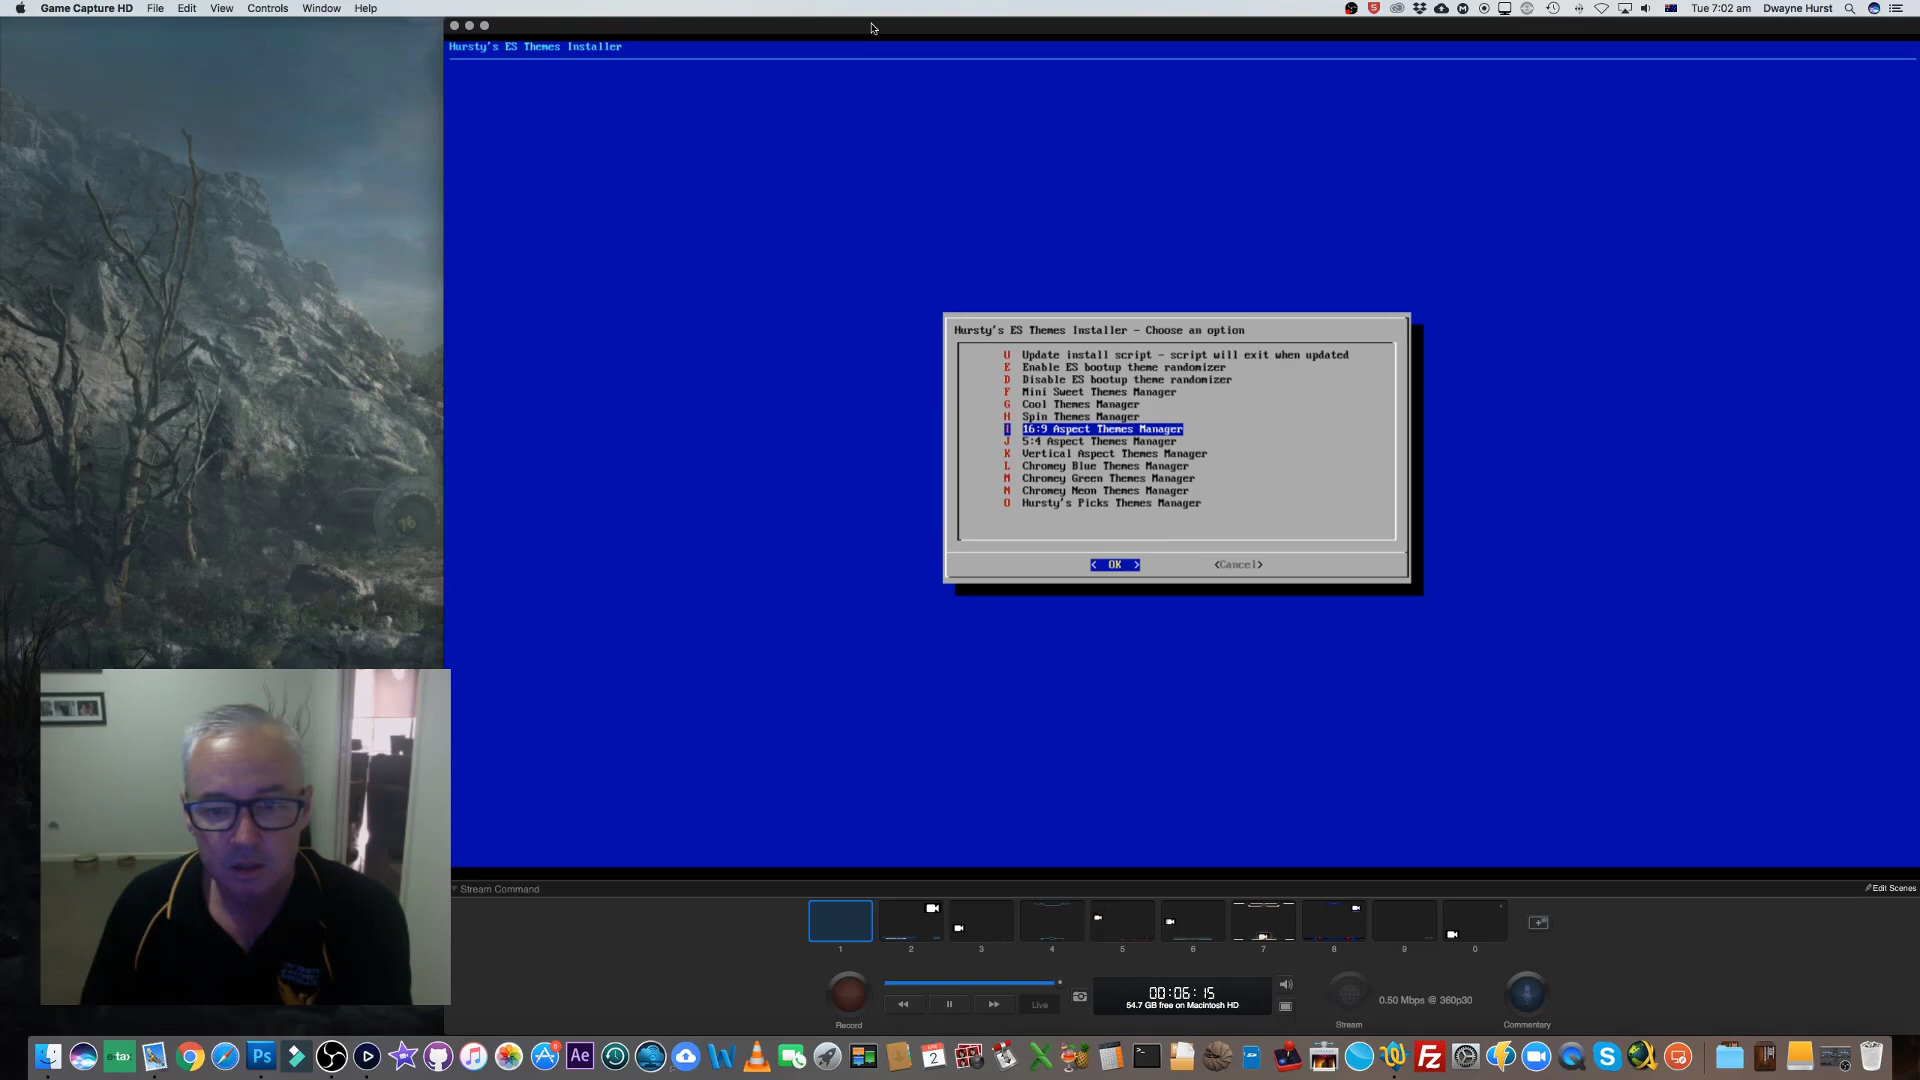 Game Capture HD File Edit View Controls Window Help
Tue 7:02 am Dwayne Hurst
Hursty's ES Themes Installer
Hursty's ES Themes Installer – Choose an option
U Update install script – script will exit when updated
E Enable ES bootup theme randomizer
D Disable ES bootup theme randomizer
F Mini Sweet Themes Manager
G Cool Themes Manager
H Spin Themes Manager
I 16:9 Aspect Themes Manager
J 5:4 Aspect Themes Manager
K Vertical Aspect Themes Manager
L Chromey Blue Themes Manager
M Chromey Green Themes Manager
N Chromey Neon Themes Manager
O Hursty's Picks Themes Manager
< OK > <Cancel>
16
Stream Command Edit Scenes
1 2 3 4 5 6 7 8 9 0
Live
00:06:15
54.7 GB free on Macintosh HD
0.50 Mbps @ 360p30
Record Stream Commentary
e-tax Ps Ae W 2 X Fz S